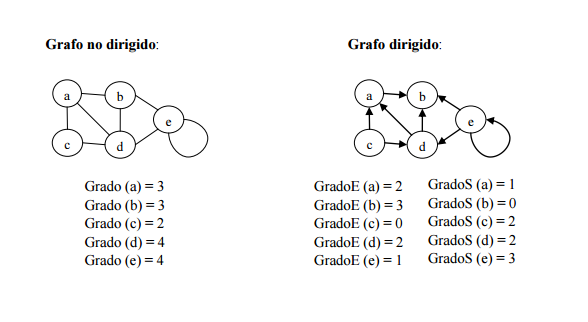 Grafo no dirigido:
a
b
e
c
d
Grado (a) = 3
Grado (b) = 3
Grado (c) = 2
Grado (d) = 4
Grado (e) = 4
Grafo dirigido:
a
b
e
c
d
GradoE (a) = 2
GradoE (b) = 3
GradoE (c) = 0
GradoE (d) = 2
GradoE (e) = 1
GradoS (a) = 1
GradoS (b) = 0
GradoS (c) = 2
GradoS (d) = 2
GradoS (e) = 3